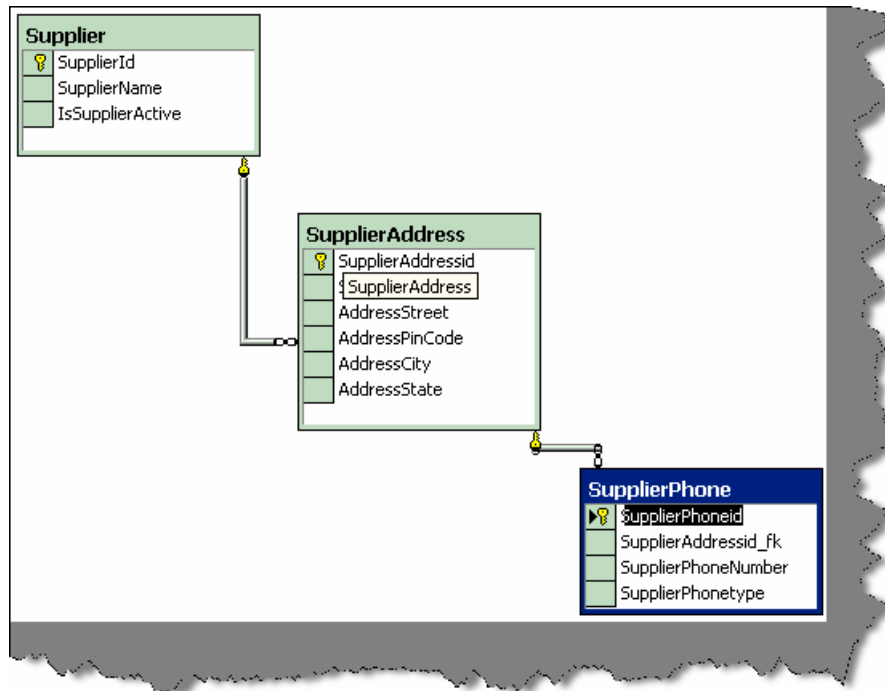 Supplier
SupplierId
SupplierName
IsSupplierActive
SupplierAddress
SupplierAddressid
SupplierAddress
AddressStreet
AddressPinCode
AddressCity
AddressState
SupplierPhone
SupplierPhoneid
SupplierAddressid_fk
SupplierPhoneNumber
SupplierPhonetype